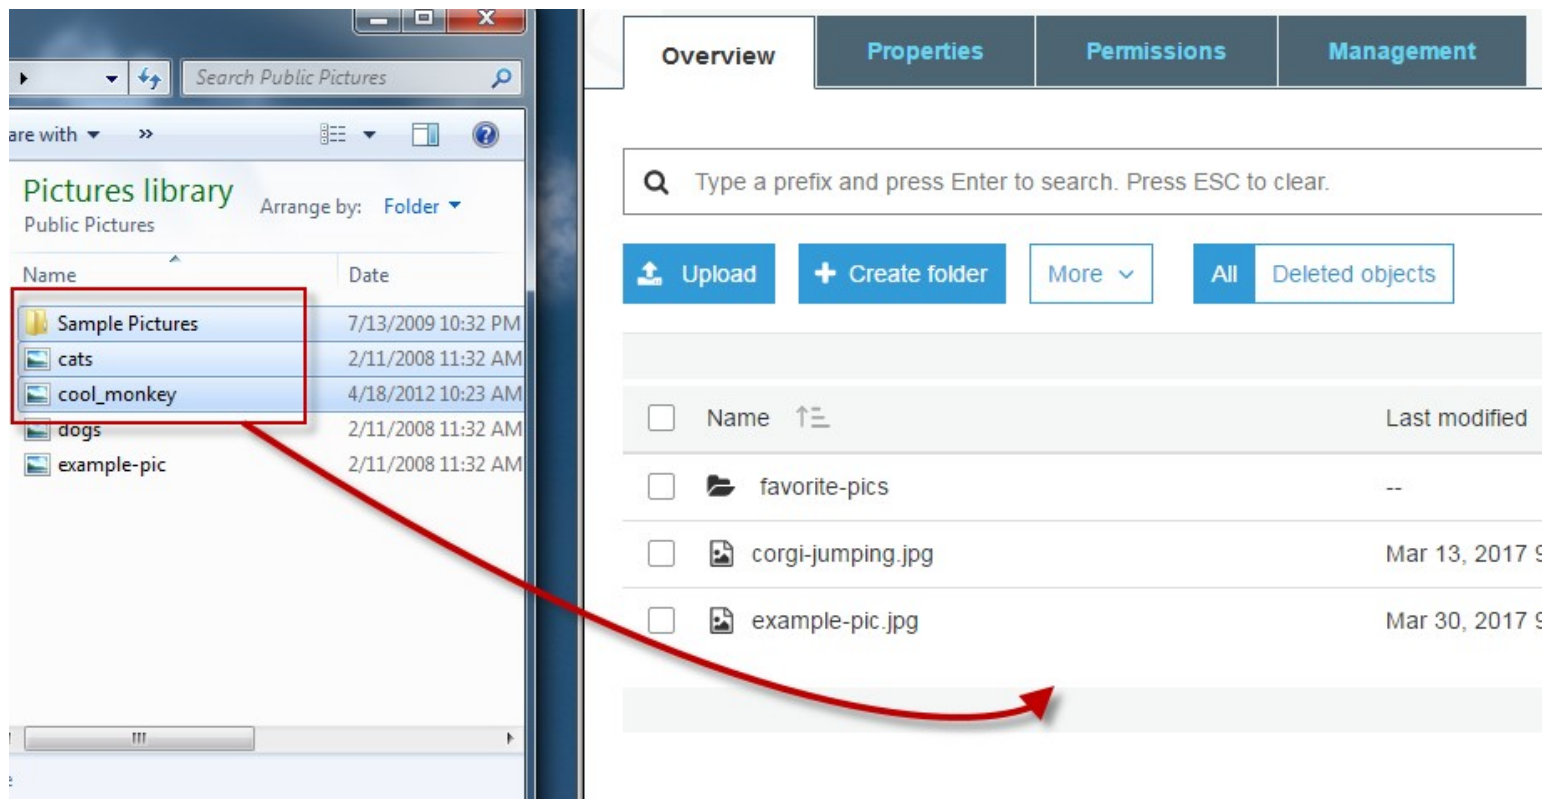 Search Public Pictures
are with »
Pictures library
Public Pictures
Arrange by: Folder
Name Date
Sample Pictures 7/13/2009 10:32 PM
cats 2/11/2008 11:32 AM
cool_monkey 4/18/2012 10:23 AM
dogs 2/11/2008 11:32 AM
example-pic 2/11/2008 11:32 AM
Overview Properties Permissions Management
Type a prefix and press Enter to search. Press ESC to clear.
Upload + Create folder More All Deleted objects
Name Last modified
favorite-pics --
corgi-jumping.jpg Mar 13, 2017 9
example-pic.jpg Mar 30, 2017 9